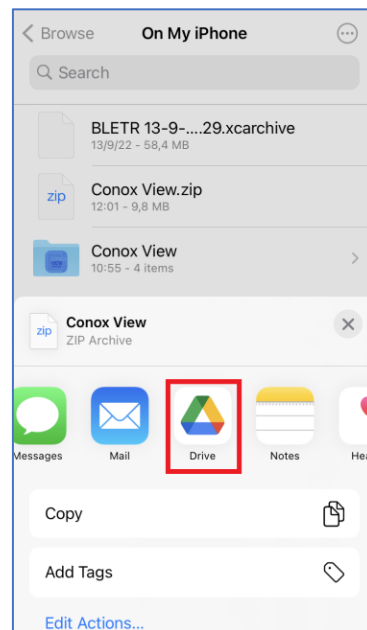 Browse
On My iPhone
Search
BLETR 13-9-....29.xcarchive
13/9/22 - 58,4 MB
zip
Conox View.zip
12:01 - 9,8 MB
Conox View
10:55 - 4 items
zip
Conox View
ZIP Archive
Messages
Mail
Drive
Notes
Hea
Copy
Add Tags
Edit Actions...